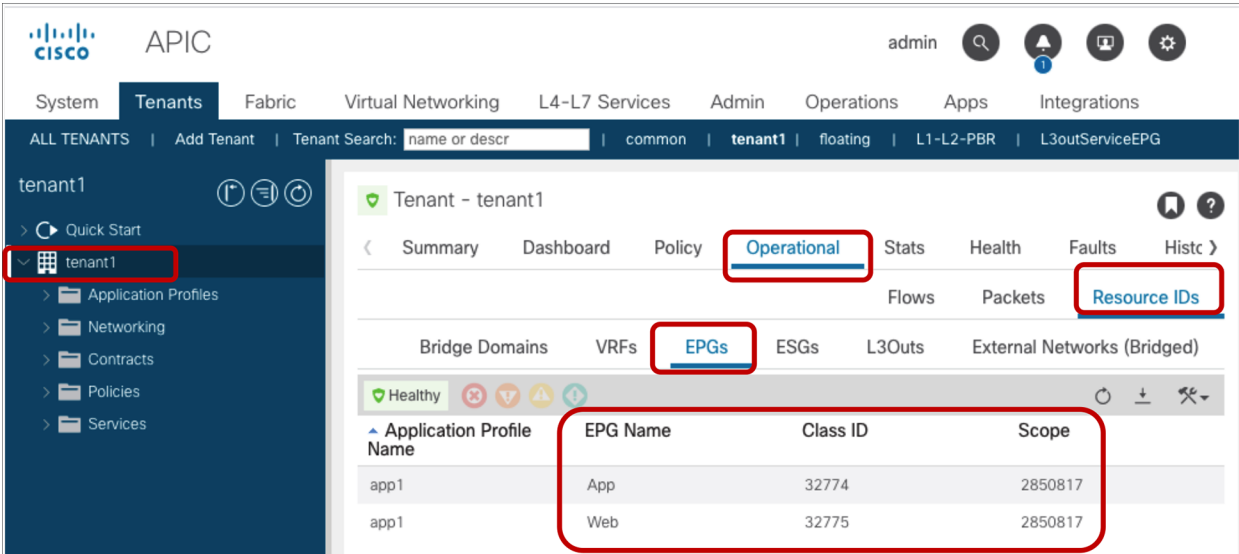 CISCO APIC admin 1
System Tenants Fabric Virtual Networking L4-L7 Services Admin Operations Apps Integrations
ALL TENANTS | Add Tenant | Tenant Search: name or descr | common | tenant1 | floating | L1-L2-PBR | L3outServiceEPG
tenant1
Quick Start
tenant1
Application Profiles
Networking
Contracts
Policies
Services
Tenant - tenant1
Summary Dashboard Policy Operational Stats Health Faults Histc
Flows Packets Resource IDs
Bridge Domains VRFs EPGs ESGs L3Outs External Networks (Bridged)
Healthy
Application Profile Name EPG Name Class ID Scope
app1 App 32774 2850817
app1 Web 32775 2850817